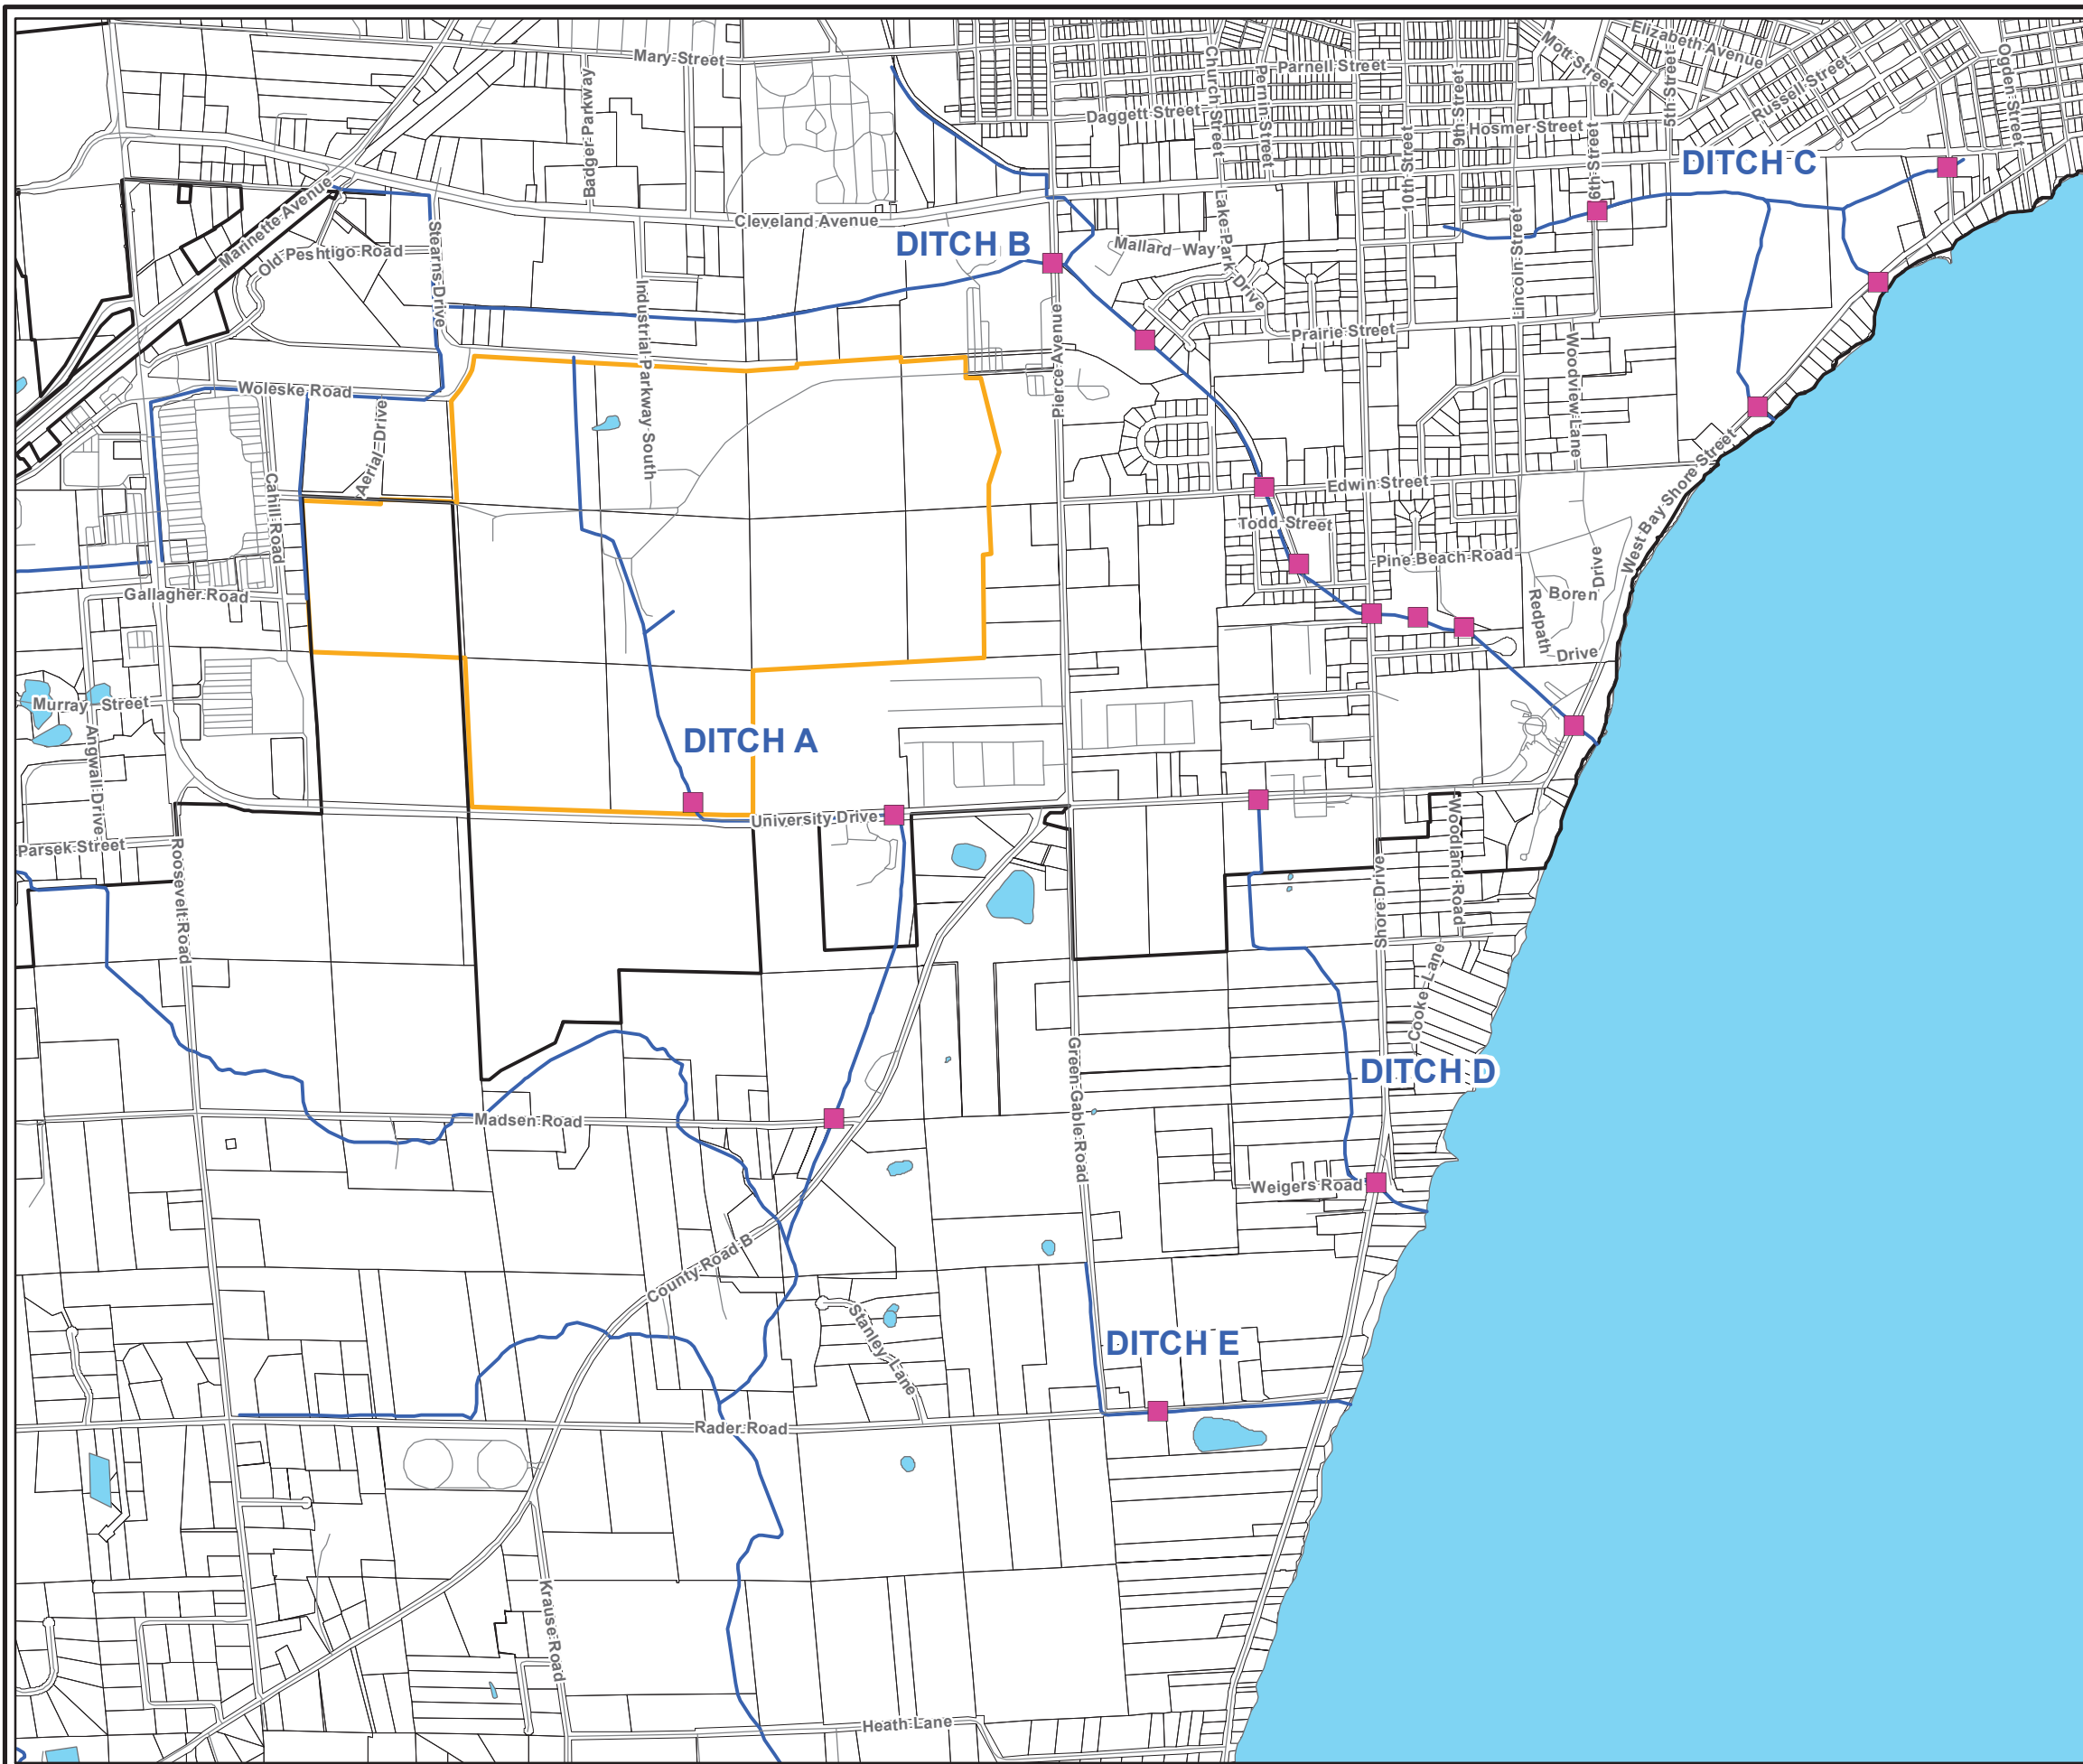 Mary Street
Badger Parkway
Church Street
Pernin Street
Parnell Street
Daggett Street
10th Street
9th Street
Mott Street
Elizabeth Avenue
5th Street
Russell Street
Ogden Street
Hosmer Street
6th Street
DITCH C
Marinette Avenue
Old Peshtigo Road
Stearns Drive
Cleveland Avenue
DITCH B
Mallard Way
Lake Park Drive
Lincoln Street
Industrial Parkway South
Pierce Avenue
Prairie Street
Woodview Lane
Woleske Road
Aerial Drive
Cahill Road
Edwin Street
West Bay Shore Street
Todd Street
Pine Beach Road
Gallagher Road
Boren
Drive
Redpath
Drive
Murray Street
Angwall Drive
DITCH A
University Drive
Parsek Street
Roosevelt Road
Shore Drive
Woodland Road
Cooke Lane
Green Gable Road
DITCH D
Madsen Road
Weigers Road
County Road B
Stanley Lane
DITCH E
Rader Road
Krause Road
Heath Lane